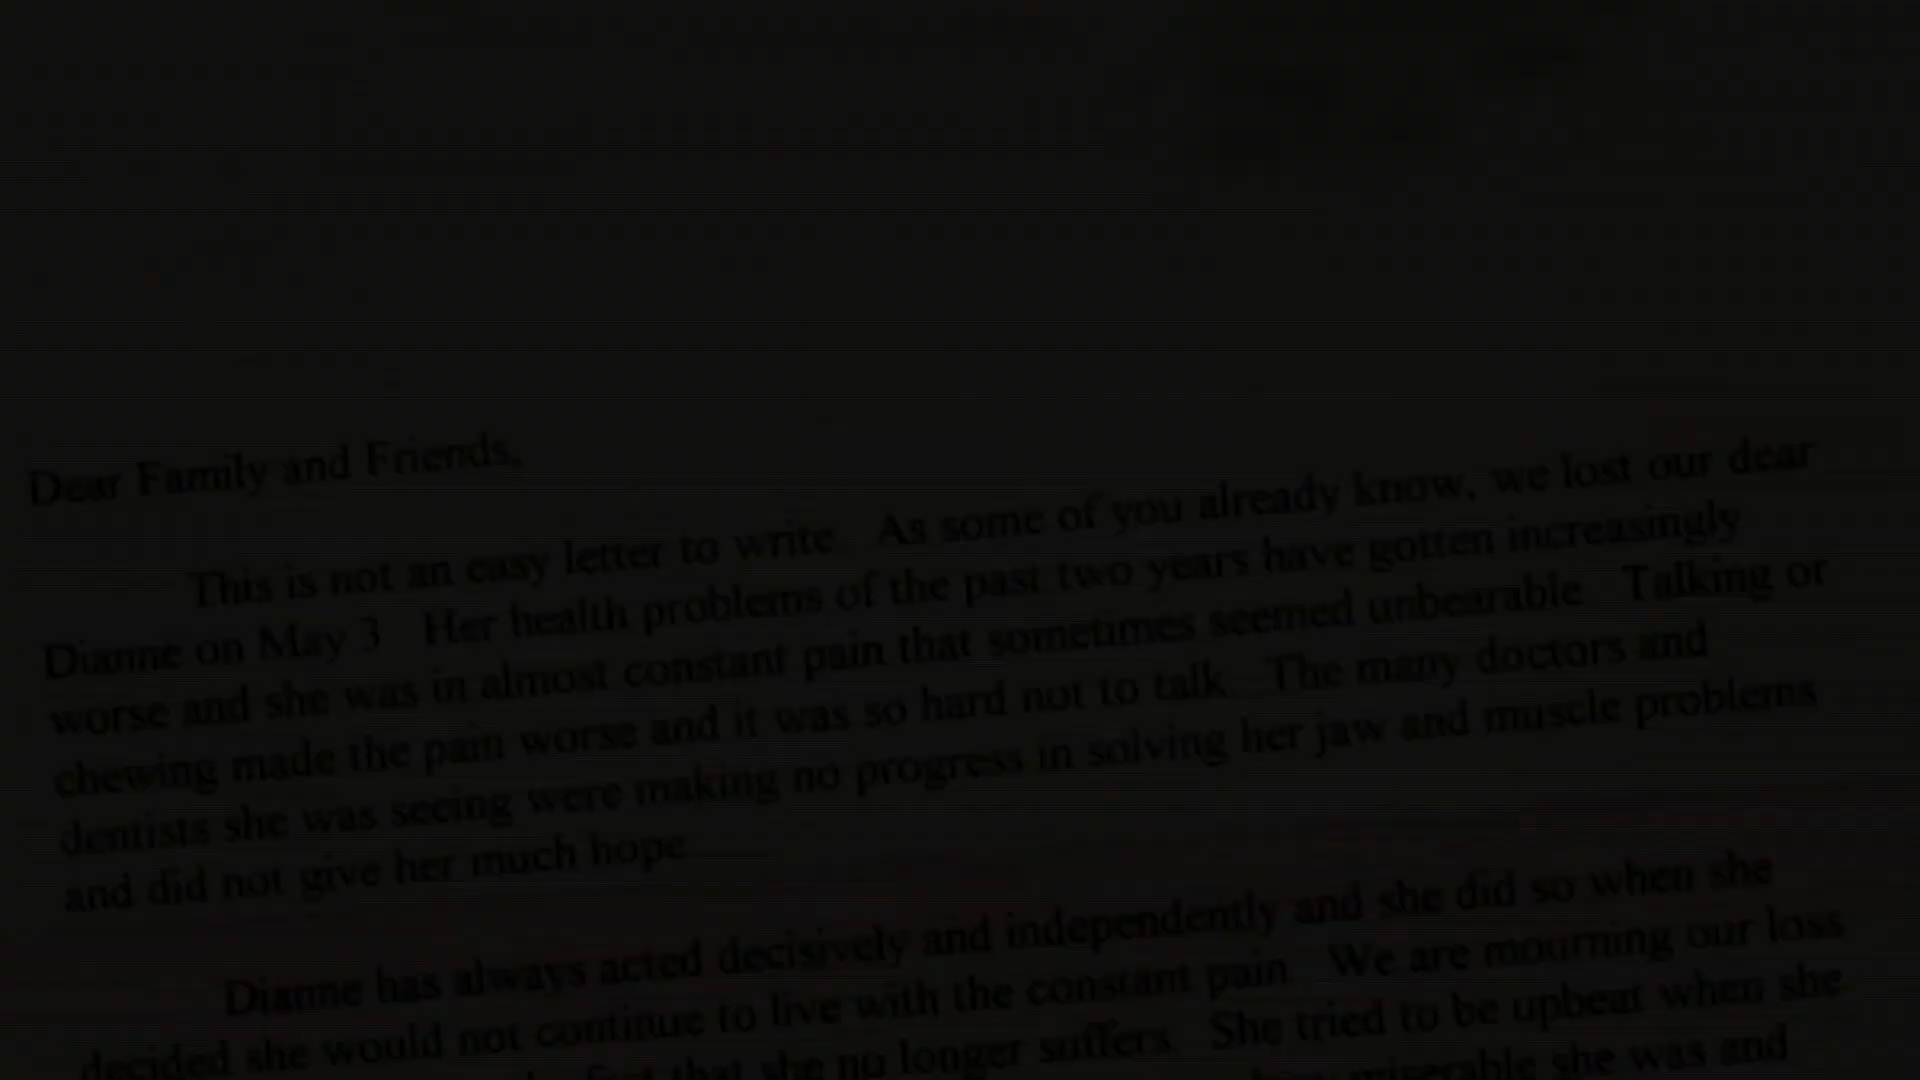 Dear Family and Friends,
This is not an easy letter to write As some of you already know, we lost our dear
Dianne on May 3 Her health problems of the past two years have gotten increasingly
worse and she was in almost constant pain that sometimes seemed unbearable Talking or
chewing made the pain worse and it was so hard not to talk The many doctors and
dentists she was seeing were making no progress in solving her jaw and muscle problems
and did not give her much hope
Dianne has always acted decisively and independently and she did so when she
decided she would not continue to live with the constant pain. We are mourning our loss
fact that she no longer suffers. She tried to be upbeat when she
miserable she was and